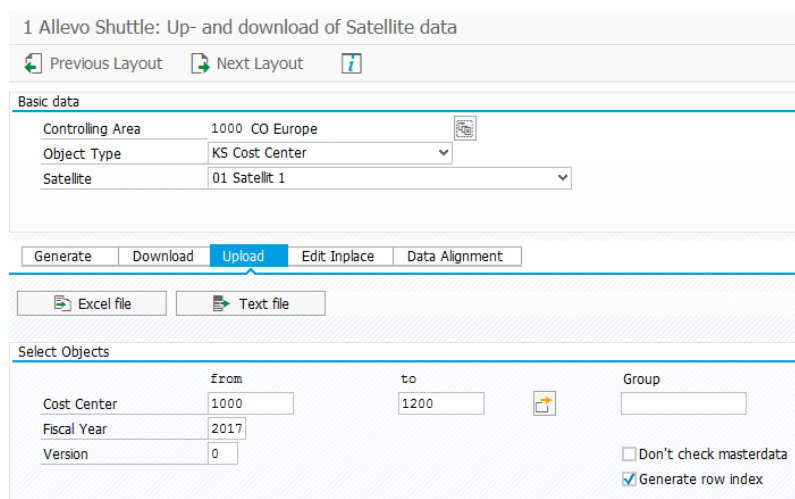 1 Allevo Shuttle: Up- and download of Satellite data
Previous Layout Next Layout i
Basic data
Controlling Area 1000 CO Europe
Object Type KS Cost Center
Satellite 01 Satellit 1
Generate Download Upload Edit Inplace Data Alignment
Excel file Text file
Select Objects
from to Group
Cost Center 1000 1200
Fiscal Year 2017
Version 0
Don't check masterdata
Generate row index